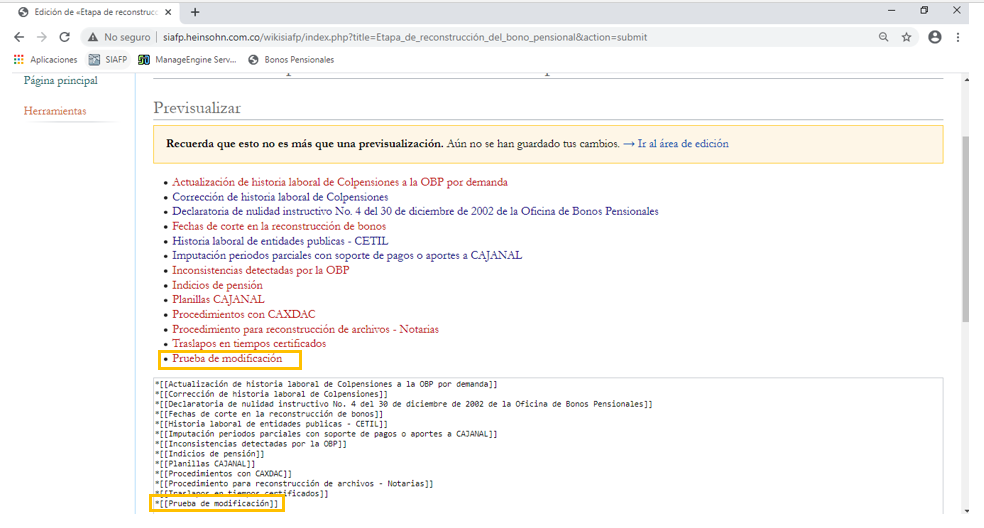 Edición de «Etapa de reconstrucc
No seguro
siafp.heinsohn.com.co/wikisiafp/index.php?title=Etapa_de_reconstrucción_del_bono_pensional&action=submit
Aplicaciones SIAFP ManageEngine Serv... Bonos Pensionales
Página principal
Herramientas
Previsualizar
Recuerda que esto no es más que una previsualización. Aún no se han guardado tus cambios. → Ir al área de edición
Actualización de historia laboral de Colpensiones a la OBP por demanda
Corrección de historia laboral de Colpensiones
Declaratoria de nulidad instructivo No. 4 del 30 de diciembre de 2002 de la Oficina de Bonos Pensionales
Fechas de corte en la reconstrucción de bonos
Historia laboral de entidades publicas - CETIL
Imputación periodos parciales con soporte de pagos o aportes a CAJANAL
Inconsistencias detectadas por la OBP
Indicios de pensión
Planillas CAJANAL
Procedimientos con CAXDAC
Procedimiento para reconstrucción de archivos - Notarias
Traslapos en tiempos certificados
Prueba de modificación
*[[Actualización de historia laboral de Colpensiones a la OBP por demanda]]
*[[Corrección de historia laboral de Colpensiones]]
*[[Declaratoria de nulidad instructivo No. 4 del 30 de diciembre de 2002 de la Oficina de Bonos Pensionales]]
*[[Fechas de corte en la reconstrucción de bonos]]
*[[Historia laboral de entidades publicas - CETIL]]
*[[Imputación periodos parciales con soporte de pagos o aportes a CAJANAL]]
*[[Inconsistencias detectadas por la OBP]]
*[[Indicios de pensión]]
*[[Planillas CAJANAL]]
*[[Procedimientos con CAXDAC]]
*[[Procedimiento para reconstrucción de archivos - Notarias]]
*[[Traslapos en tiempos certificados]]
*[[Prueba de modificación]]